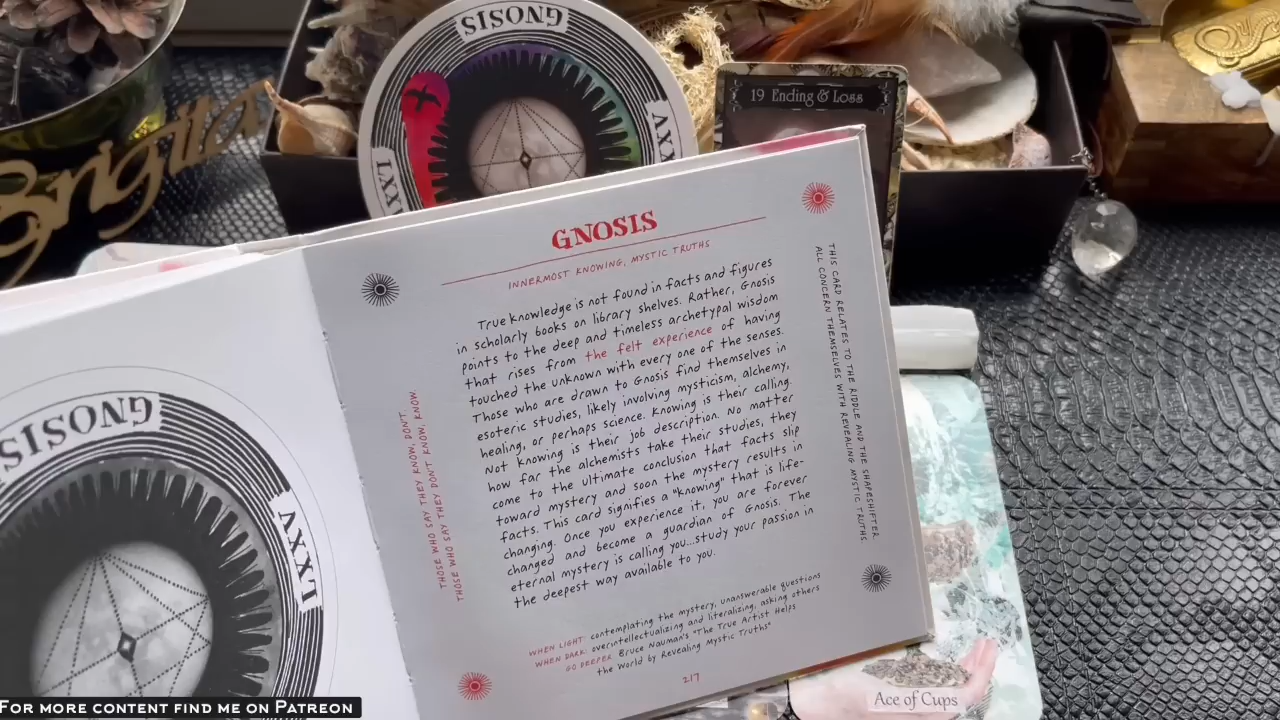 GNOSIS
LXXV
LXXV
19 Ending & Loss
Brigita
GNOSIS
INNERMOST KNOWING, MYSTIC TRUTHS
True Knowledge is not found in facts and figures
in scholarly books on library shelves. Rather, Gnosis
points to the deep and timeless archetypal wisdom
that rises from the felt experience of having
touched the unknown with every one of the senses.
Those who are drawn to Gnosis find themselves in
esoteric studies, likely involving mysticism, alchemy,
healing, or perhaps science. Knowing is their calling.
Not Knowing is their job description. No matter
how far the alchemists take their studies, they
come to the ultimate conclusion that facts slip
toward mystery and soon the mystery results in
facts. This card signifies a "knowing" that is life-
changing. Once you experience it, you are forever
changed and become a guardian of Gnosis. The
eternal mystery is calling you...study your passion in
the deepest way available to you.
THOSE WHO SAY THEY KNOW, DON'T.
THOSE WHO SAY THEY DON'T KNOW, KNOW.
THIS CARD RELATES TO THE RIDDLE AND THE SHAPESHIFTER.
ALL CONCERN THEMSELVES WITH REVEALING MYSTIC TRUTHS.
WHEN LIGHT: contemplating the mystery, unanswerable questions
WHEN DARK: overintellectualizing and literalizing, asking others
GO DEEPER: Bruce Nauman's "The True Artist Helps
the World by Revealing Mystic Truths"
217
GNOSIS
LXXV
Ace of Cups
FOR MORE CONTENT FIND ME ON PATREON